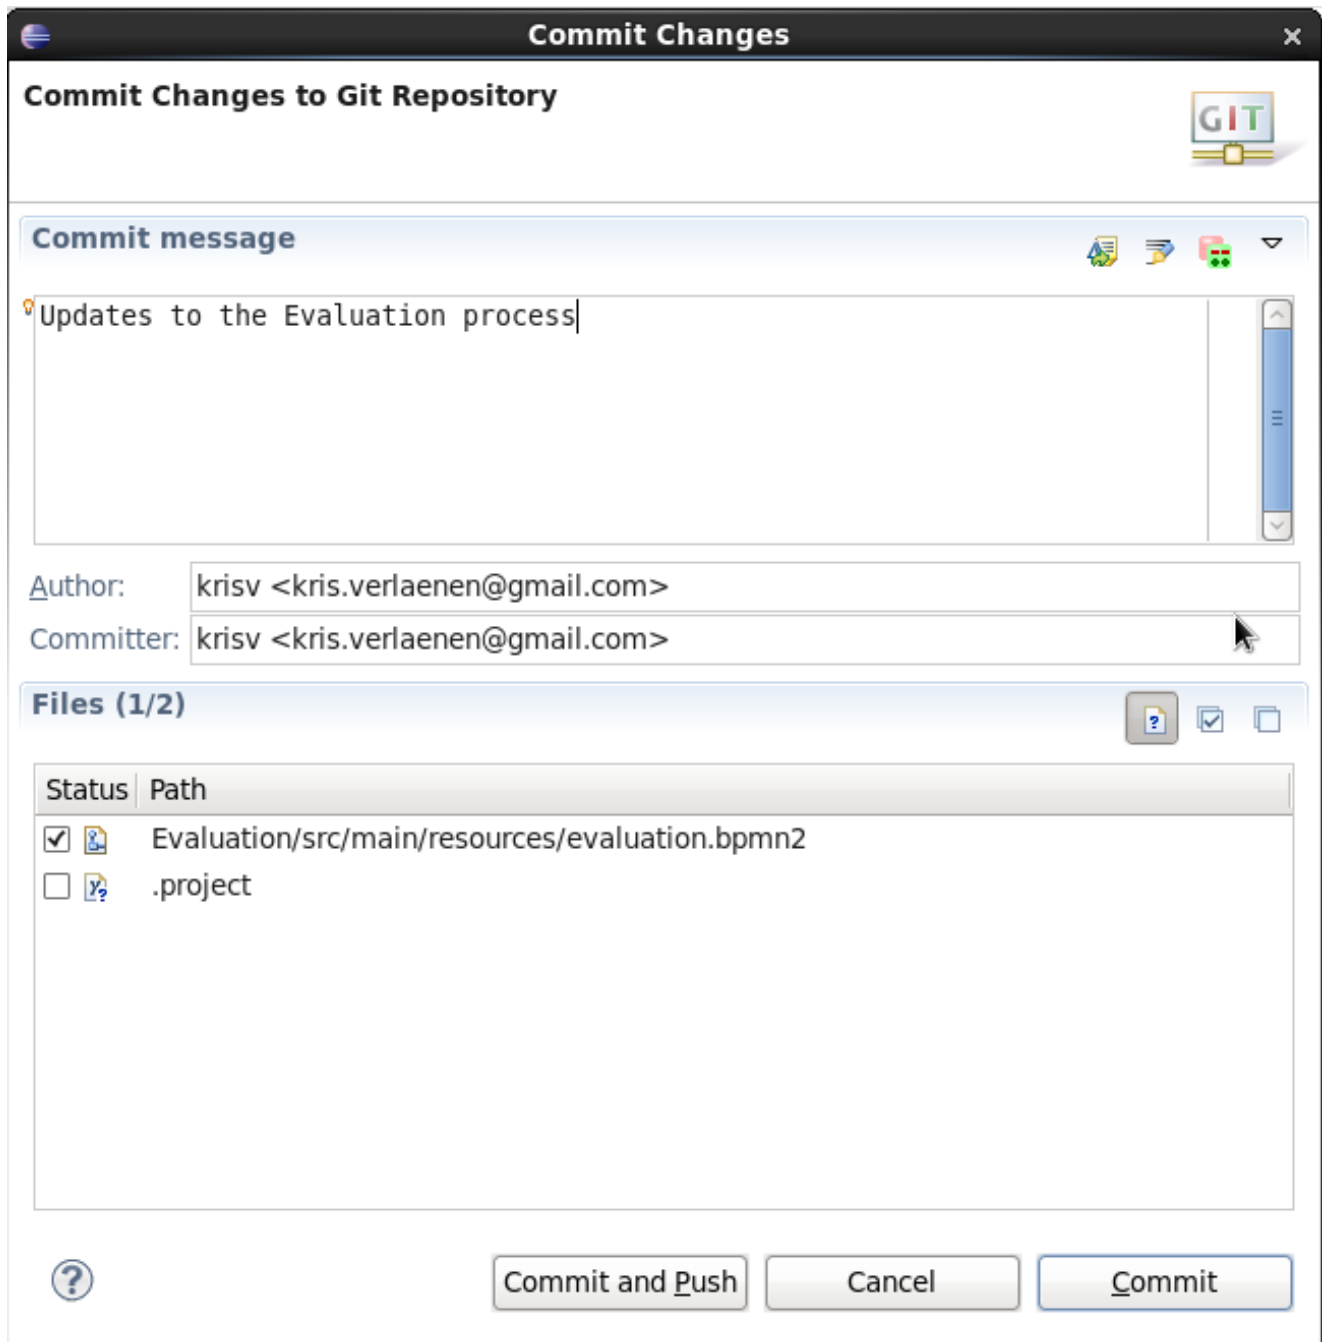 Commit Changes
Commit Changes to Git Repository
GIT
Commit message
Updates to the Evaluation process
Author: krisv <kris.verlaenen@gmail.com>
Committer: krisv <kris.verlaenen@gmail.com>
Files (1/2)
Status Path
Evaluation/src/main/resources/evaluation.bpmn2
.project
Commit and Push Cancel Commit